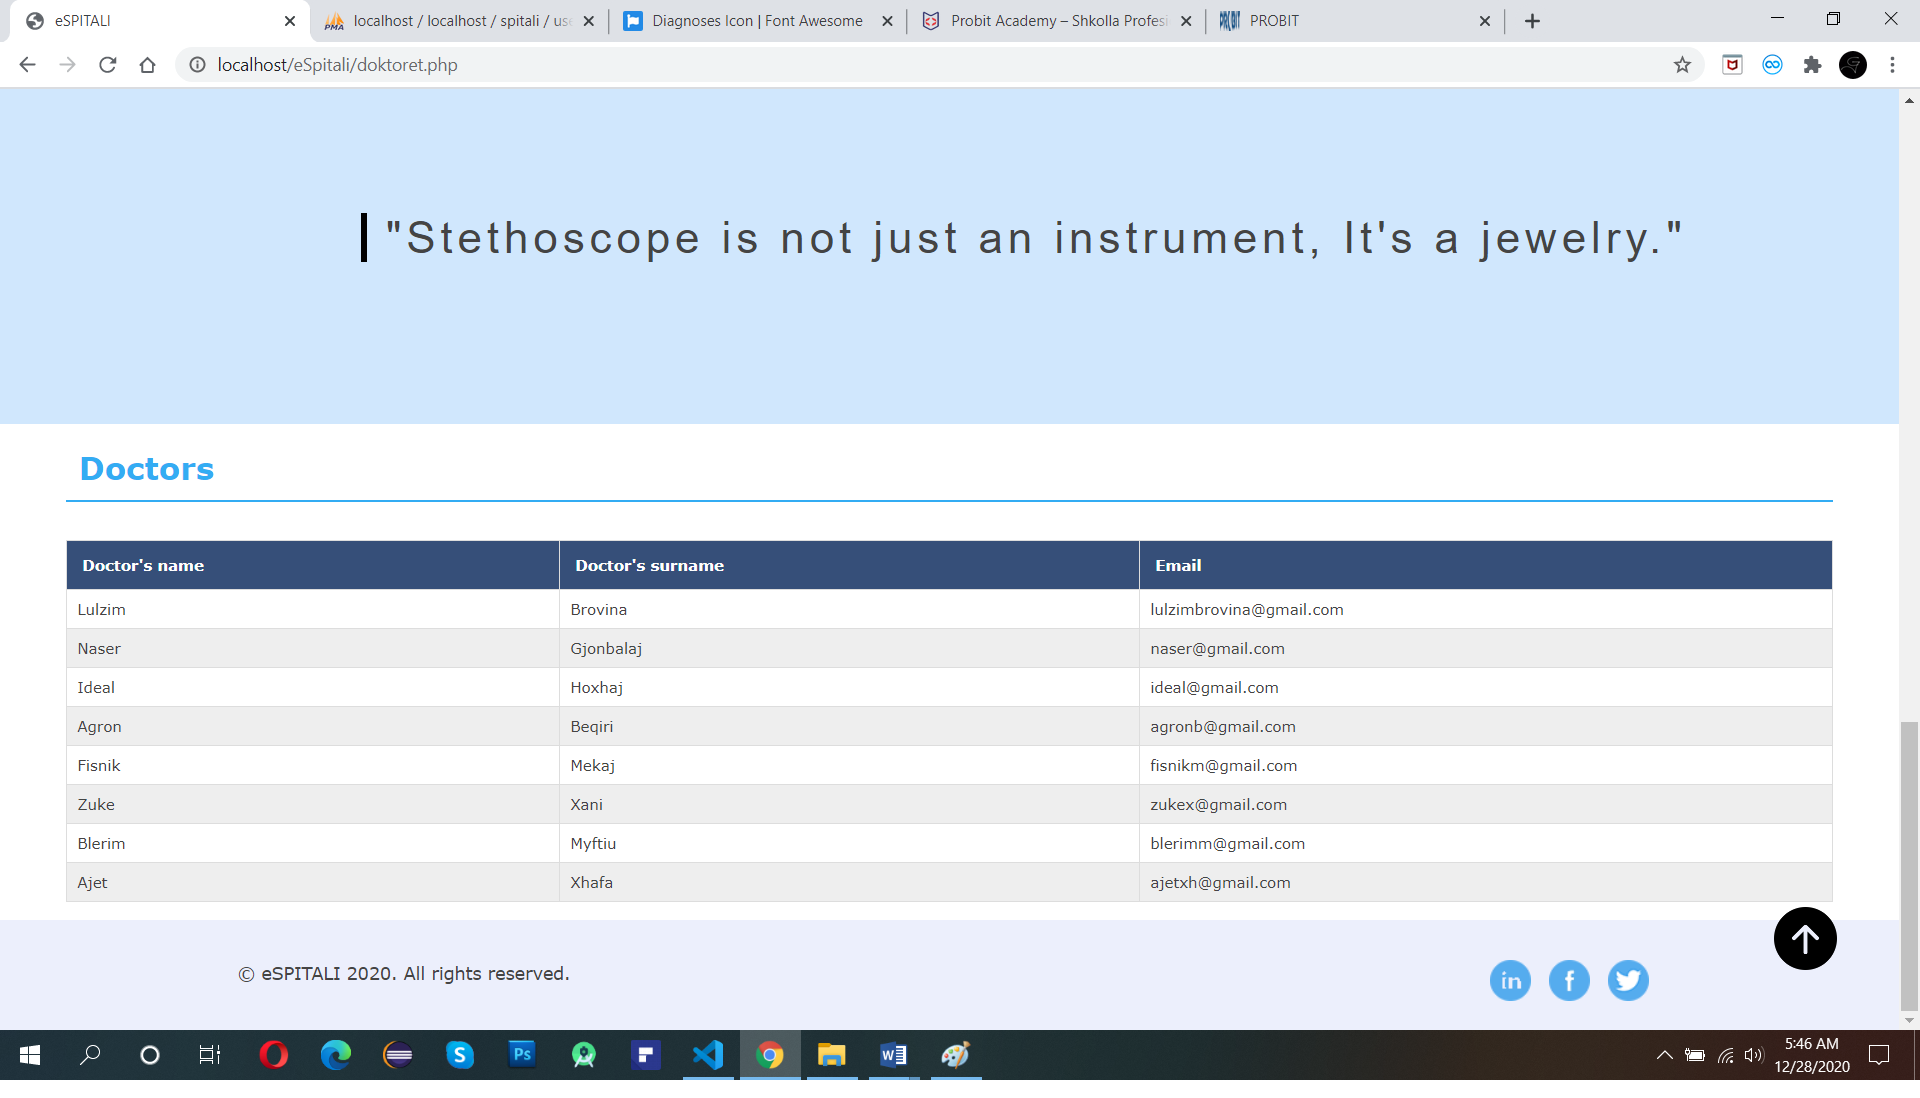 eSPITALI
localhost / localhost / spitali / use
Diagnoses Icon | Font Awesome
Probit Academy – Shkolla Profesi
PROBIT
localhost/eSpitali/doktoret.php
"Stethoscope is not just an instrument, It's a jewelry."
Doctors
Doctor's name Doctor's surname Email
Lulzim Brovina lulzimbrovina@gmail.com
Naser Gjonbalaj naser@gmail.com
Ideal Hoxhaj ideal@gmail.com
Agron Beqiri agronb@gmail.com
Fisnik Mekaj fisnikm@gmail.com
Zuke Xani zukex@gmail.com
Blerim Myftiu blerimm@gmail.com
Ajet Xhafa ajetxh@gmail.com
© eSPITALI 2020. All rights reserved.
5:46 AM
12/28/2020